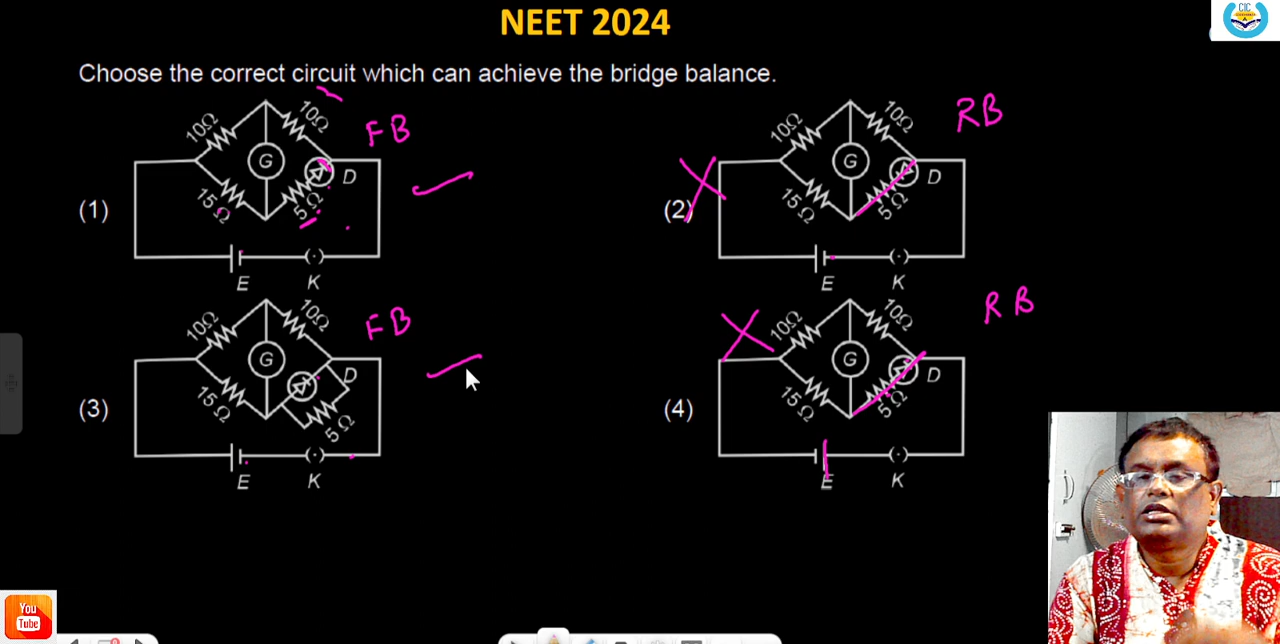 NEET 2024
CIC
Choose the correct circuit which can achieve the bridge balance.
10Ω
10Ω
FB
G
D
15Ω
5Ω
(1)
E
K
10Ω
10Ω
RB
G
D
15Ω
5Ω
(2)
E
K
10Ω
10Ω
FB
G
D
15Ω
5Ω
(3)
E
K
10Ω
10Ω
RB
G
D
15Ω
5Ω
(4)
E
K
You
Tube